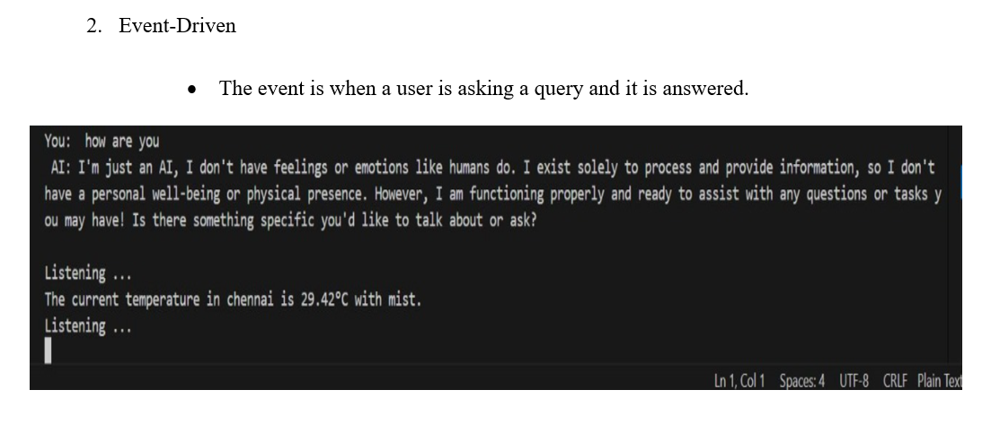 2. Event-Driven
• The event is when a user is asking a query and it is answered.
You: how are you
AI: I'm just an AI, I don't have feelings or emotions like humans do. I exist solely to process and provide information, so I don't
have a personal well-being or physical presence. However, I am functioning properly and ready to assist with any questions or tasks y
ou may have! Is there something specific you'd like to talk about or ask?
Listening ...
The current temperature in chennai is 29.42°C with mist.
Listening ...
Ln 1, Col 1 Spaces: 4 UTF-8 CRLF Plain Text